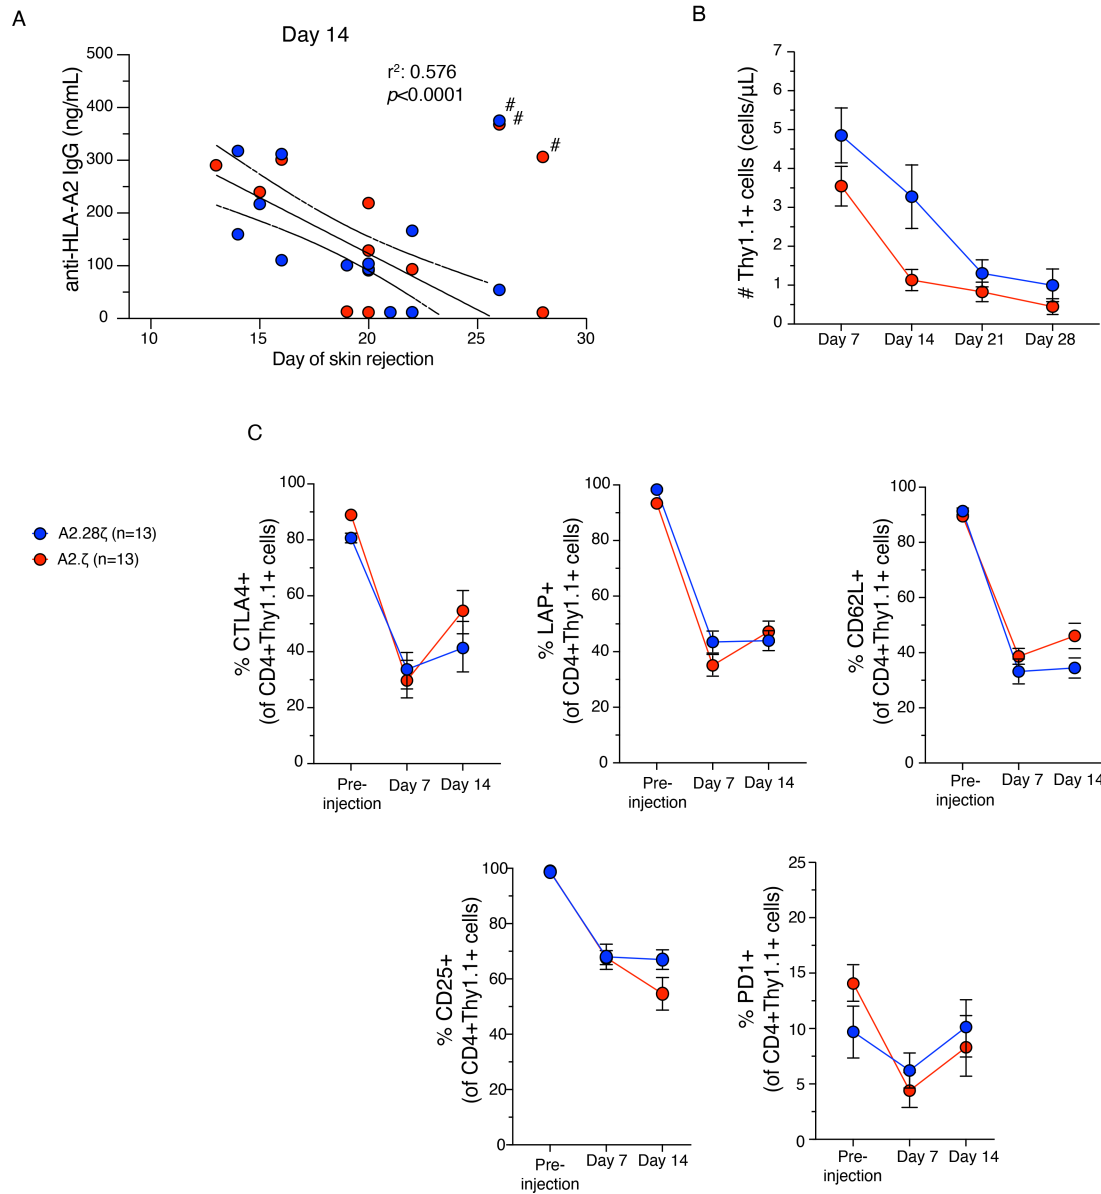 A
Day 14
500
400
300
200
100
0
anti-HLA-A2 IgG (ng/mL)
r²: 0.576
p<0.0001
#
#
#
10
15
20
25
30
Day of skin rejection
B
7
6
5
4
3
2
1
0
# Thy1.1+ cells (cells/µL)
Day 7
Day 14
Day 21
Day 28
C
A2.28ζ (n=13)
A2.ζ (n=13)
100
80
60
40
20
0
% CTLA4+
(of CD4+Thy1.1+ cells)
Pre-
injection
Day 7
Day 14
100
80
60
40
20
0
% LAP+
(of CD4+Thy1.1+ cells)
Pre-
injection
Day 7
Day 14
100
80
60
40
20
0
% CD62L+
(of CD4+Thy1.1+ cells)
Pre-
injection
Day 7
Day 14
100
80
60
40
20
0
% CD25+
(of CD4+Thy1.1+ cells)
Pre-
injection
Day 7
Day 14
25
20
15
10
5
0
% PD1+
(of CD4+Thy1.1+ cells)
Pre-
injection
Day 7
Day 14